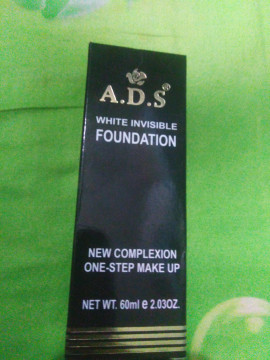 A.D.S®
WHITE INVISIBLE
FOUNDATION
NEW COMPLEXION
ONE-STEP MAKE UP
NET WT. 60ml e 2.03OZ.